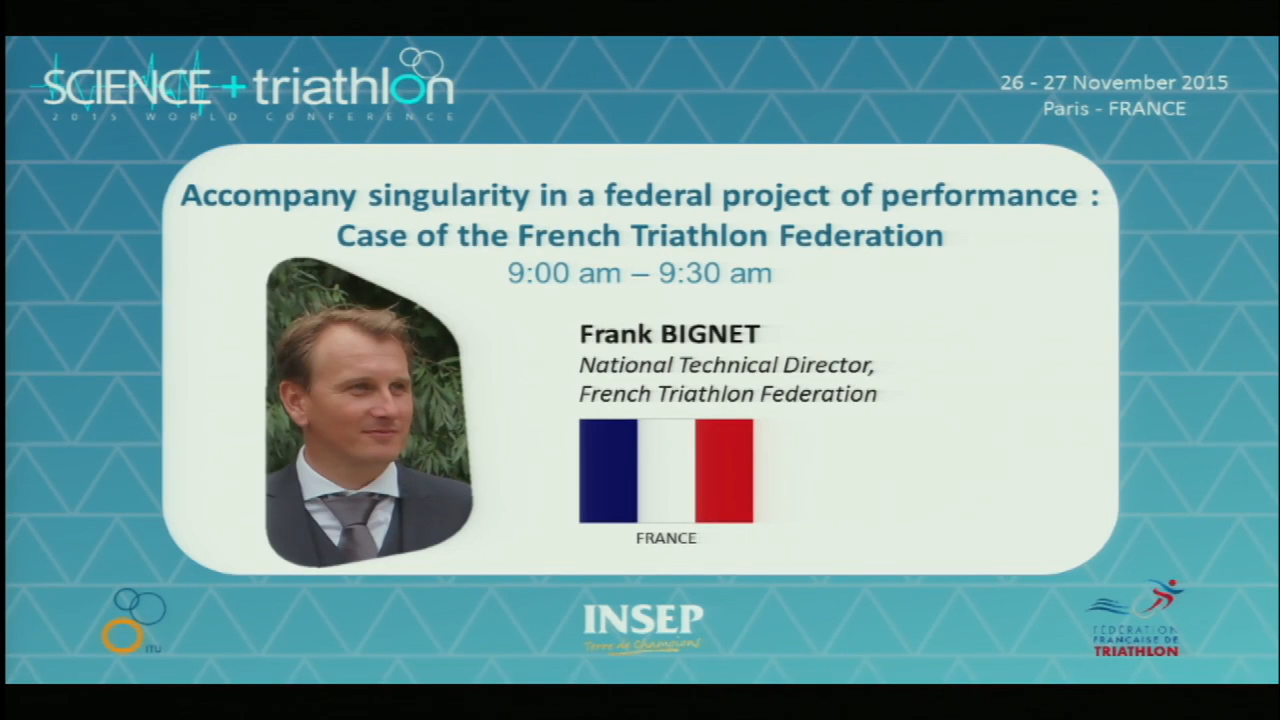 SCIENCE + triathlon
2015 WORLD CONFERENCE
26 - 27 November 2015
Paris - FRANCE
Accompany singularity in a federal project of performance :
Case of the French Triathlon Federation
9:00 am – 9:30 am
Frank BIGNET
National Technical Director,
French Triathlon Federation
FRANCE
ITU
INSEP
Terre de Champions
FÉDÉRATION
FRANÇAISE DE
TRIATHLON